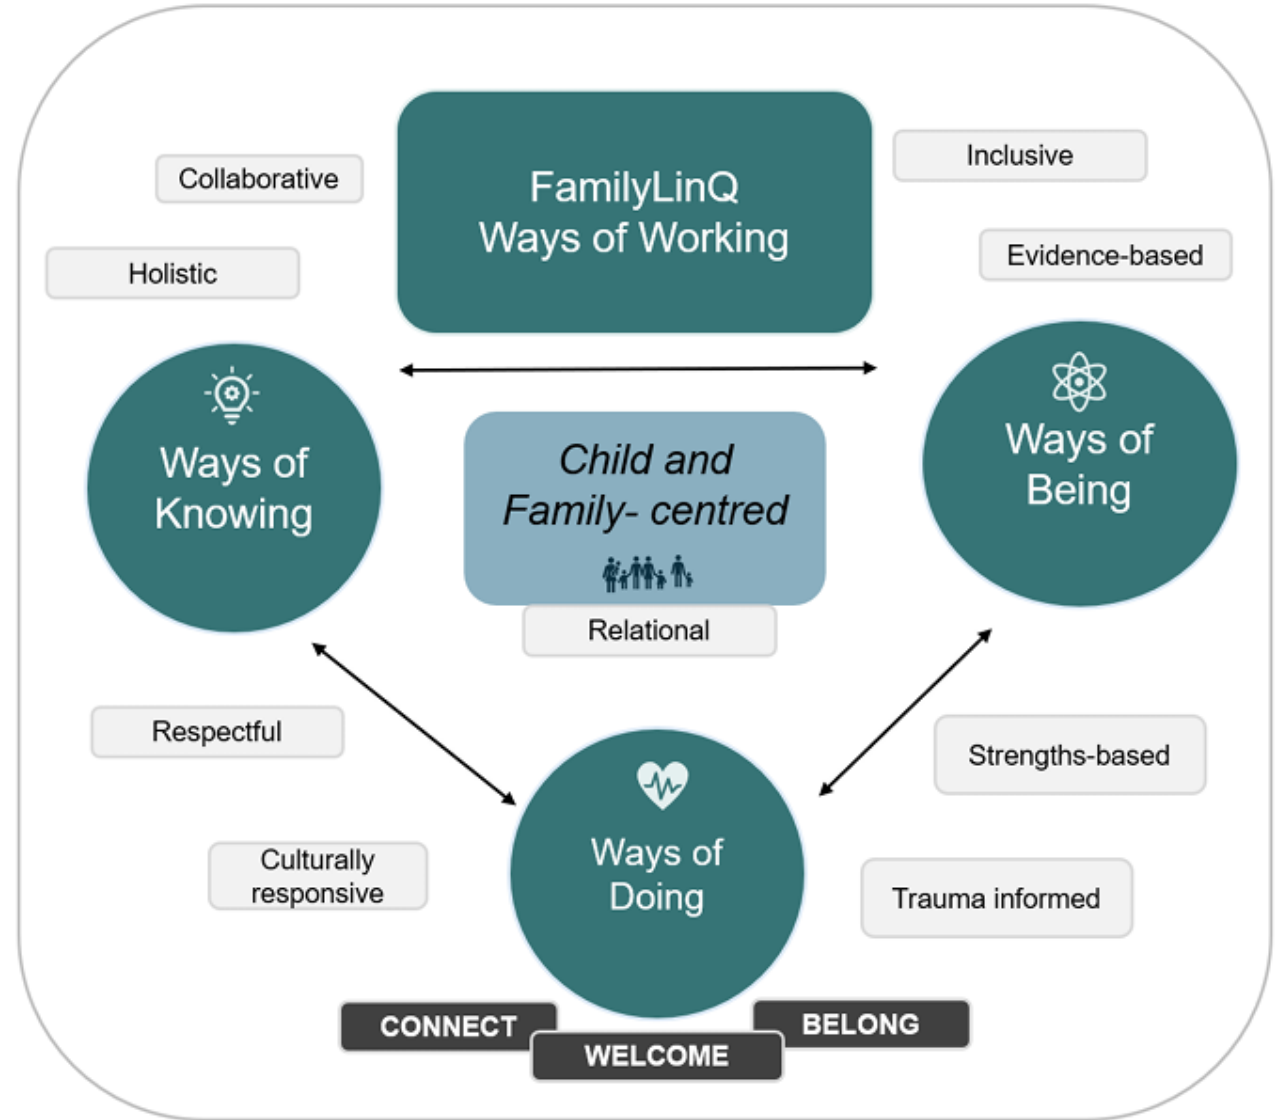 FamilyLinQ
Ways of Working
Collaborative
Inclusive
Holistic
Evidence-based
Ways of
Knowing
Child and
Family- centred
Ways of
Being
Relational
Respectful
Strengths-based
Culturally
responsive
Ways of
Doing
Trauma informed
CONNECT
WELCOME
BELONG